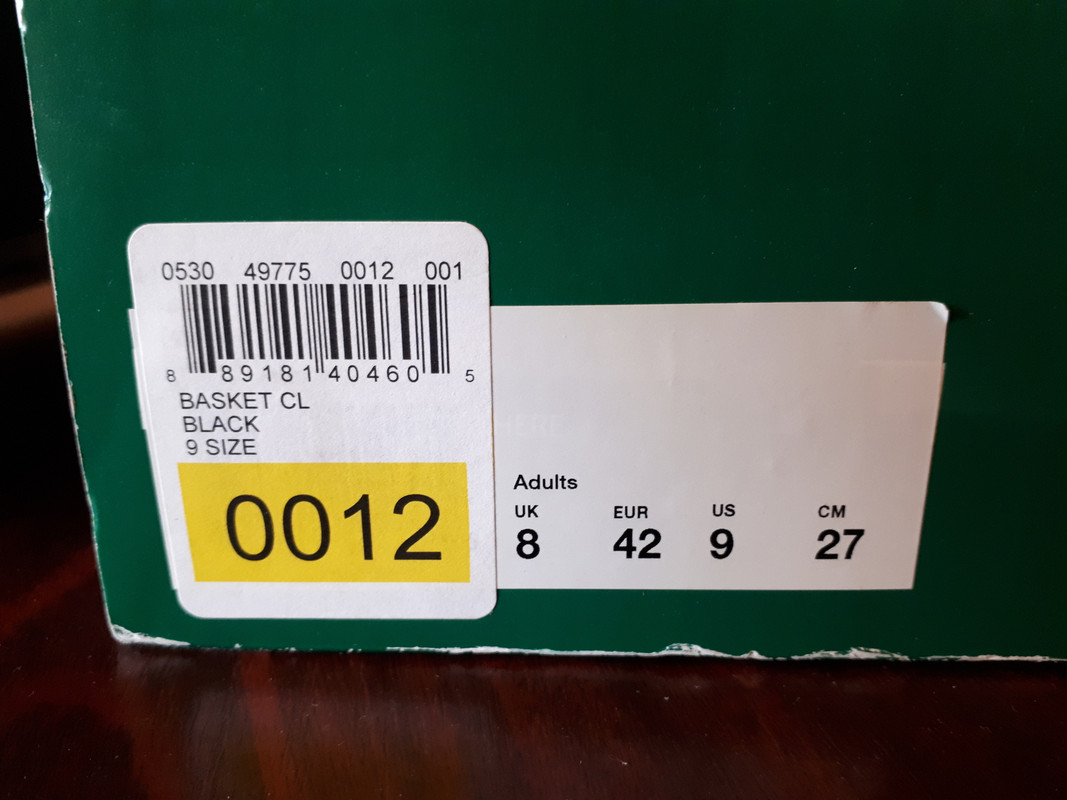 0530 49775 0012 001
8 89181 40460 5
BASKET CL
BLACK
9 SIZE
0012
Adults
UK EUR US CM
8 42 9 27